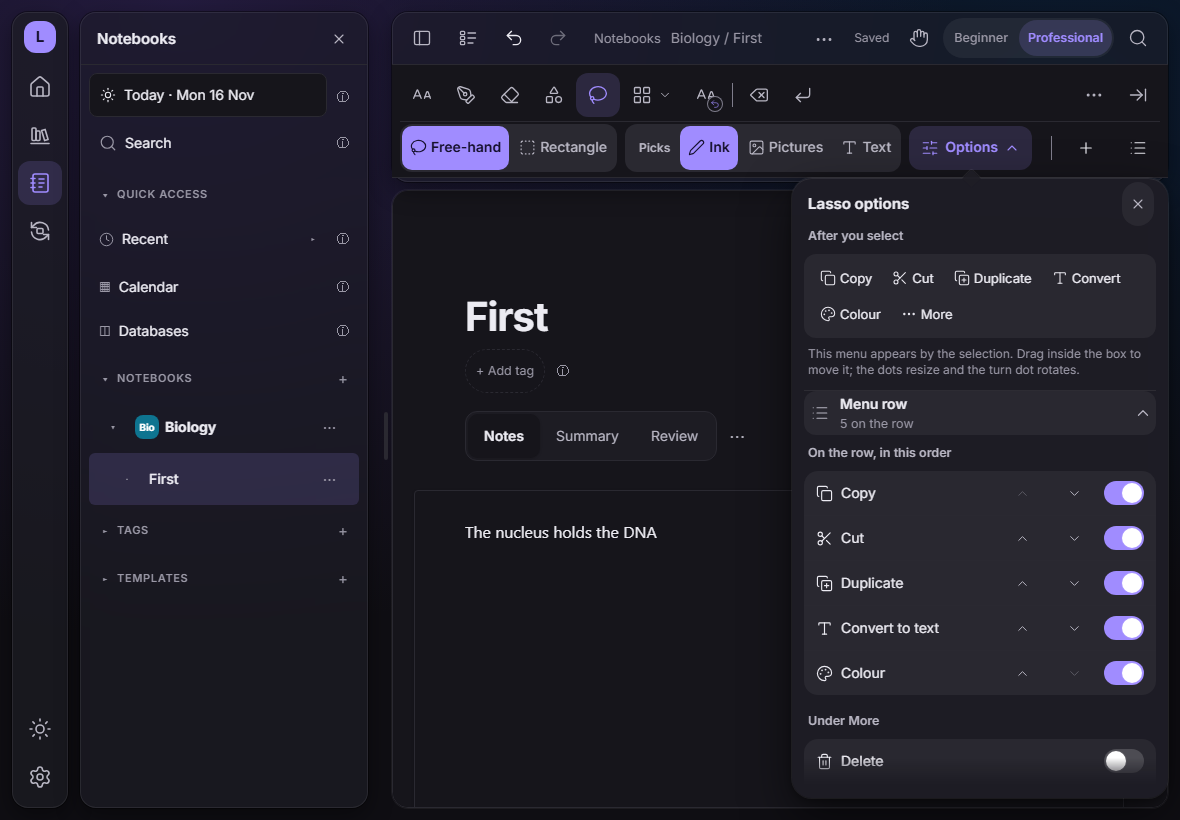 L
Notebooks
Today · Mon 16 Nov
Search
QUICK ACCESS
Recent
Calendar
Databases
NOTEBOOKS
Bio Biology
First
TAGS
TEMPLATES
Notebooks Biology / First
Saved
Beginner Professional
AA
AA
Free-hand Rectangle Picks Ink Pictures Text Options
First
+ Add tag
Notes Summary Review
The nucleus holds the DNA
Lasso options
After you select
Copy Cut Duplicate Convert
Colour More
This menu appears by the selection. Drag inside the box to
move it; the dots resize and the turn dot rotates.
Menu row
5 on the row
On the row, in this order
Copy
Cut
Duplicate
Convert to text
Colour
Under More
Delete